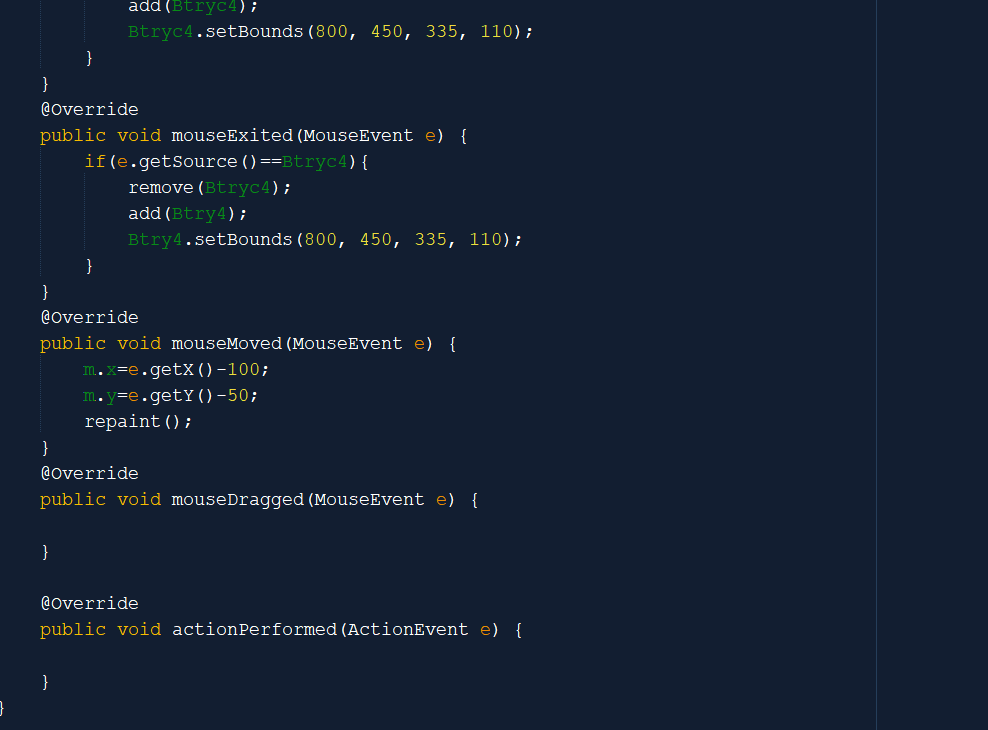 add(Btryc4);
Btryc4.setBounds(800, 450, 335, 110);
}
}
@Override
public void mouseExited(MouseEvent e) {
if(e.getSource()==Btryc4){
remove(Btryc4);
add(Btry4);
Btry4.setBounds(800, 450, 335, 110);
}
}
@Override
public void mouseMoved(MouseEvent e) {
m.x=e.getX()-100;
m.y=e.getY()-50;
repaint();
}
@Override
public void mouseDragged(MouseEvent e) {
}
@Override
public void actionPerformed(ActionEvent e) {
}
}